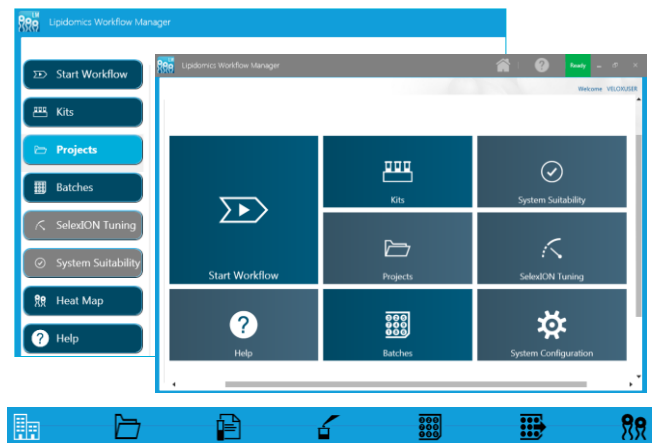 LM
Lipidomics Workflow Manager
Start Workflow
Kits
Projects
Batches
SelexION Tuning
System Suitability
Heat Map
? Help
Lipidomics Workflow Manager
? Ready
Welcome VELOXUSER
Start Workflow
Kits
System Suitability
Projects
SelexION Tuning
?
Help
Batches
System Configuration